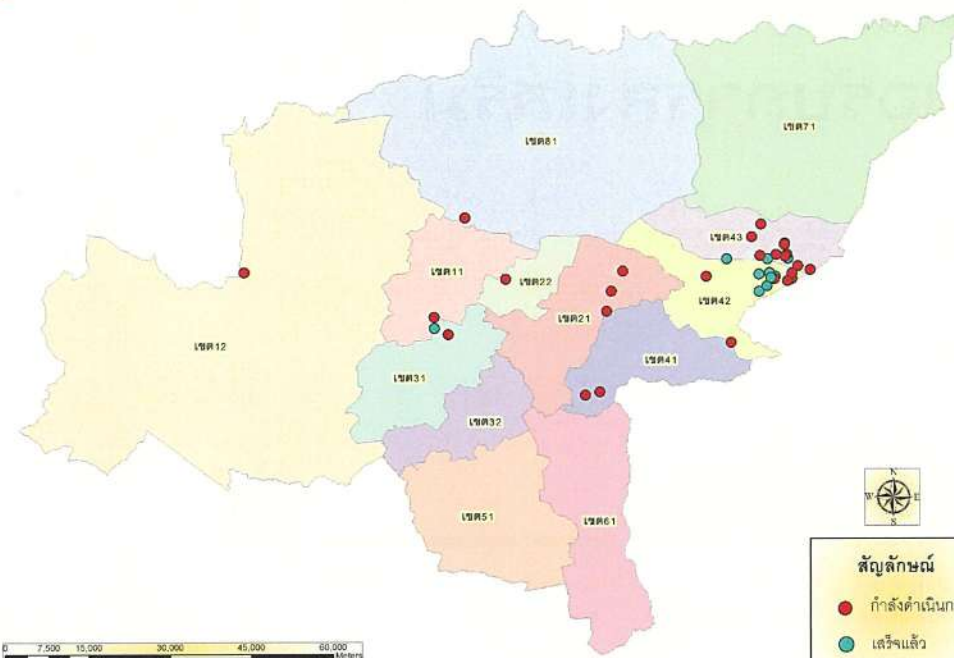 เขต71
เขต81
เขต43
เขต11
เขต22
เขต42
เขต21
เขต12
เขต41
เขต31
เขต32
เขต51
เขต61
N
W E
S
สัญลักษณ์
กำลังดำเนินก
เสร็จแล้ว
0 7,500 15,000 30,000 45,000 60,000
Meters